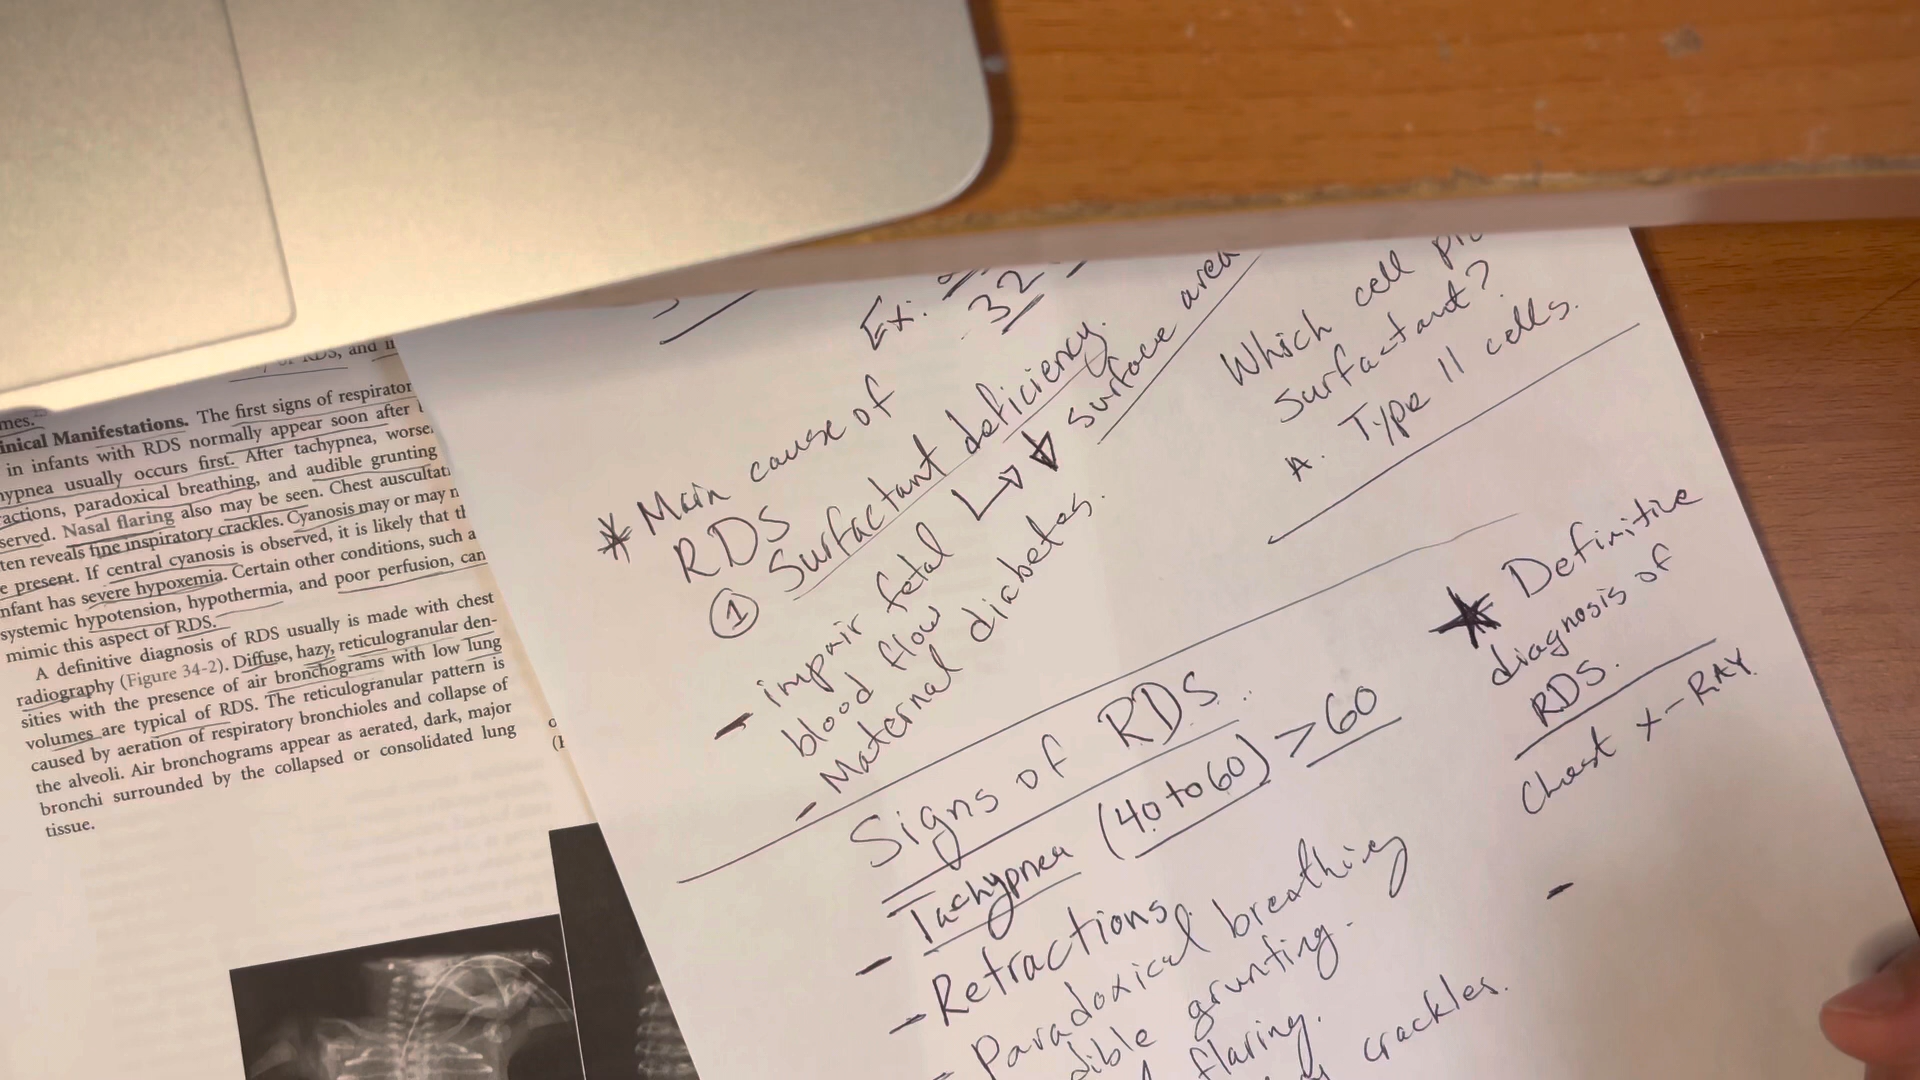 mes.
inical Manifestations. The first signs of respirator
in infants with RDS normally appear soon after
hypnea usually occurs first. After tachypnea, worse
actions, paradoxical breathing, and audible grunting
served. Nasal flaring also may be seen. Chest auscultat
ten reveals fine inspiratory crackles. Cyanosis may or may n
e present. If central cyanosis is observed, it is likely that th
nfant has severe hypoxemia. Certain other conditions, such a
systemic hypotension, hypothermia, and poor perfusion, can
mimic this aspect of RDS.
A definitive diagnosis of RDS usually is made with chest
radiography (Figure 34-2). Diffuse, hazy, reticulogranular den-
sities with the presence of air bronchograms with low lung
volumes are typical of RDS. The reticulogranular pattern is
caused by aeration of respiratory bronchioles and collapse of
the alveoli. Air bronchograms appear as aerated, dark, major
bronchi surrounded by the collapsed or consolidated lung
tissue.
Ex:
32
* Main cause of
RDS
① Surfactant deficiency.
↳ ↓ surface area
- impair fetal
blood flow
- Maternal diabetes.
Which cell
Surfactant?
A. Type II cells.
Signs of RDS.
- Tachypnea (40 to 60) >60
- Retractions.
- Paradoxical breathing
dible grunting.
flaring.
crackles.
* Definitive
diagnosis of
RDS.
Chest X-RAY
-